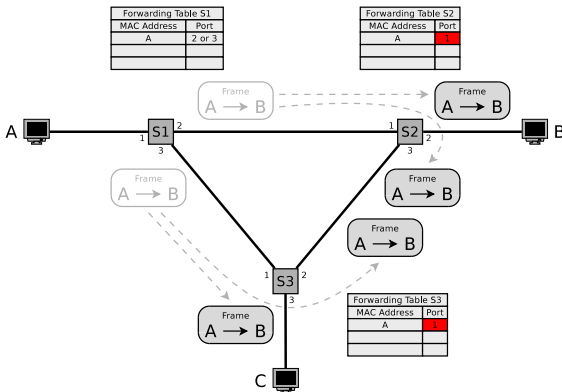 Forwarding Table S1
MAC Address Port
A 2 or 3
Forwarding Table S2
MAC Address Port
A 1
Frame
A → B
Frame
A → B
A
1
S1
2
3
1
S2
2
3
B
Frame
A → B
Frame
A → B
Frame
A → B
1
S3
2
3
Frame
A → B
Forwarding Table S3
MAC Address Port
A 1
C